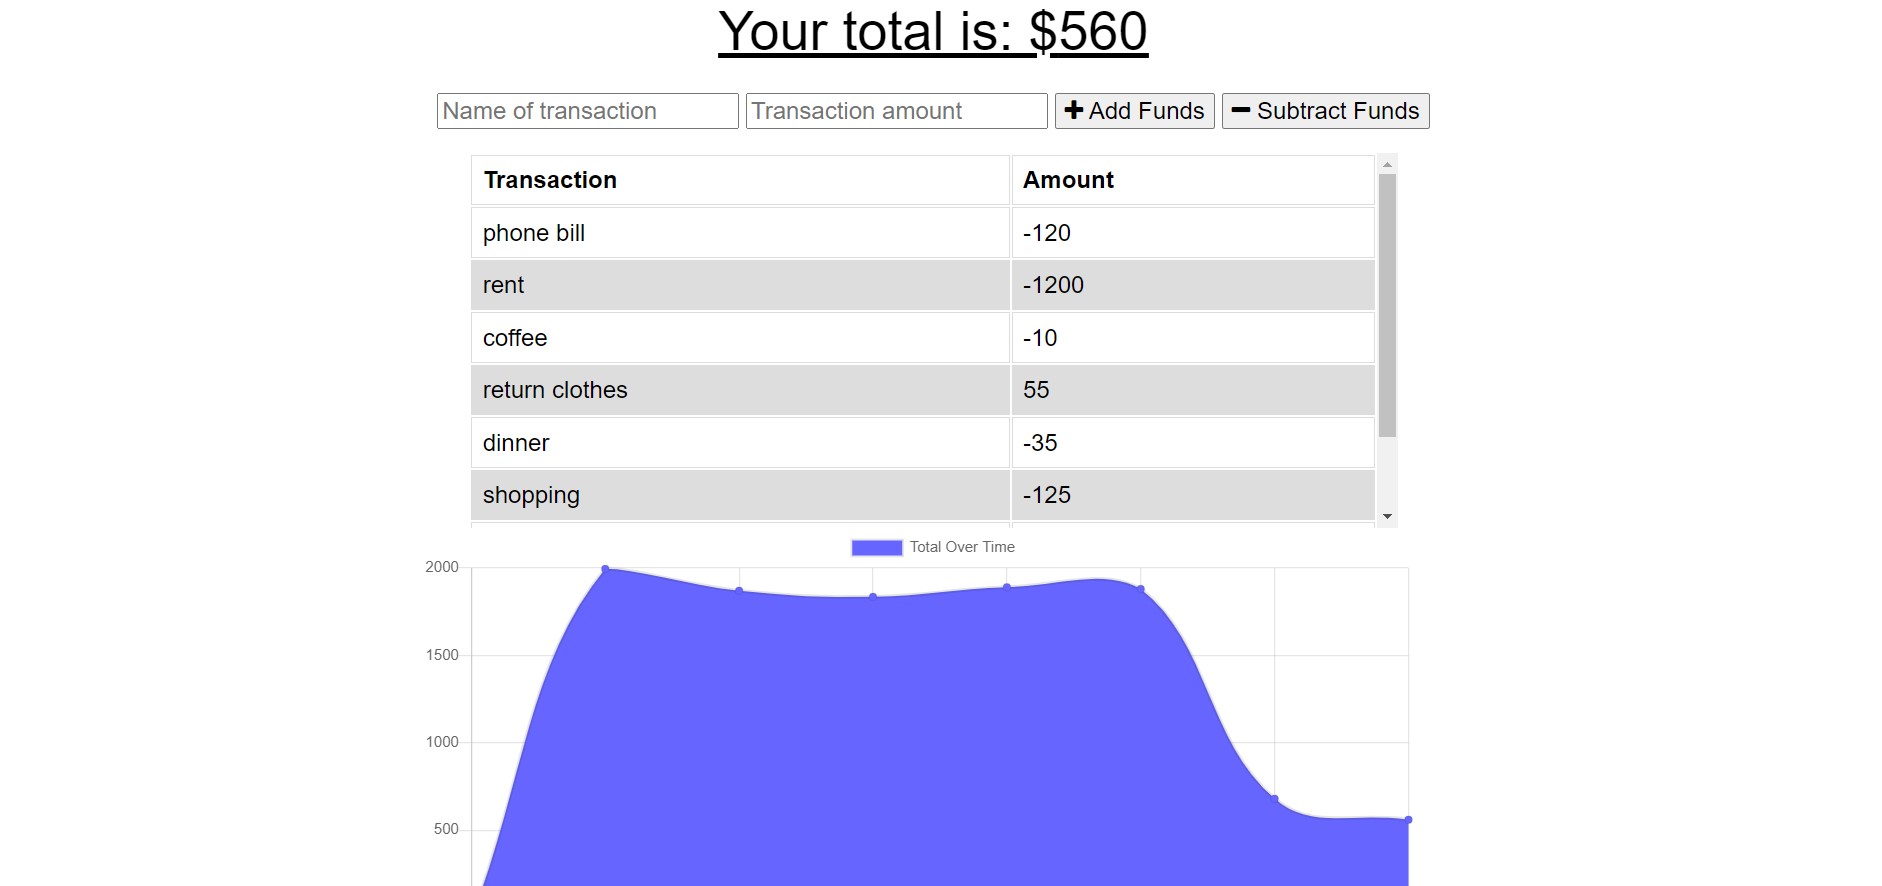 Your total is: $560
Name of transaction Transaction amount Add Funds Subtract Funds
Transaction Amount
phone bill -120
rent -1200
coffee -10
return clothes 55
dinner -35
shopping -125
Total Over Time
2000
1500
1000
500